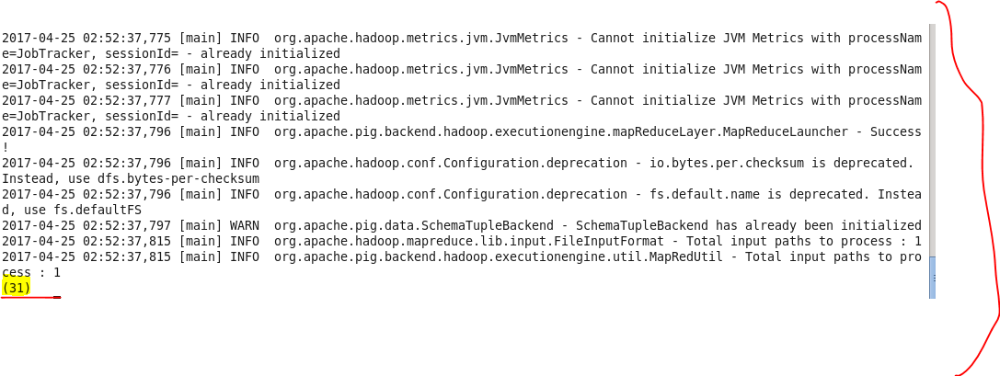 2017-04-25 02:52:37,775 [main] INFO  org.apache.hadoop.metrics.jvm.JvmMetrics - Cannot initialize JVM Metrics with processNam
e=JobTracker, sessionId= - already initialized
2017-04-25 02:52:37,776 [main] INFO  org.apache.hadoop.metrics.jvm.JvmMetrics - Cannot initialize JVM Metrics with processNam
e=JobTracker, sessionId= - already initialized
2017-04-25 02:52:37,777 [main] INFO  org.apache.hadoop.metrics.jvm.JvmMetrics - Cannot initialize JVM Metrics with processNam
e=JobTracker, sessionId= - already initialized
2017-04-25 02:52:37,796 [main] INFO  org.apache.pig.backend.hadoop.executionengine.mapReduceLayer.MapReduceLauncher - Success
!
2017-04-25 02:52:37,796 [main] INFO  org.apache.hadoop.conf.Configuration.deprecation - io.bytes.per.checksum is deprecated.
Instead, use dfs.bytes-per-checksum
2017-04-25 02:52:37,796 [main] INFO  org.apache.hadoop.conf.Configuration.deprecation - fs.default.name is deprecated. Instea
d, use fs.defaultFS
2017-04-25 02:52:37,797 [main] WARN  org.apache.pig.data.SchemaTupleBackend - SchemaTupleBackend has already been initialized
2017-04-25 02:52:37,815 [main] INFO  org.apache.hadoop.mapreduce.lib.input.FileInputFormat - Total input paths to process : 1
2017-04-25 02:52:37,815 [main] INFO  org.apache.pig.backend.hadoop.executionengine.util.MapRedUtil - Total input paths to pro
cess : 1
(31)